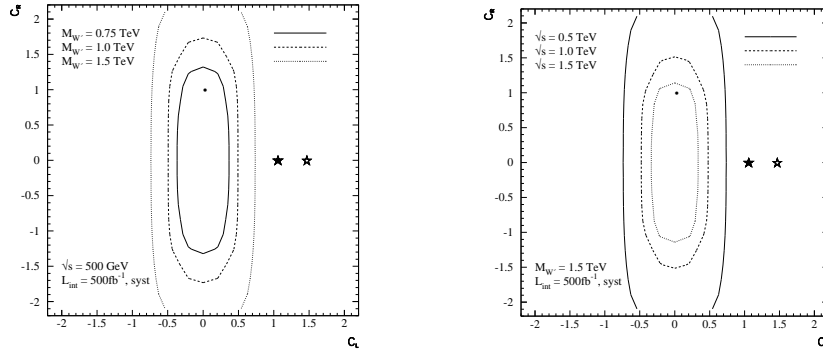 C_R
2
M_W′ = 0.75 TeV
M_W′ = 1.0 TeV
M_W′ = 1.5 TeV
1.5
1
0.5
0
-0.5
-1
-1.5
√s = 500 GeV
L_int = 500fb⁻¹, syst
-2
-2 -1.5 -1 -0.5 0 0.5 1 1.5 2
C_L
C_R
2
√s = 0.5 TeV
√s = 1.0 TeV
√s = 1.5 TeV
1.5
1
0.5
0
-0.5
-1
-1.5
M_W′ = 1.5 TeV
L_int = 500fb⁻¹, syst
-2
-2 -1.5 -1 -0.5 0 0.5 1 1.5 2
C